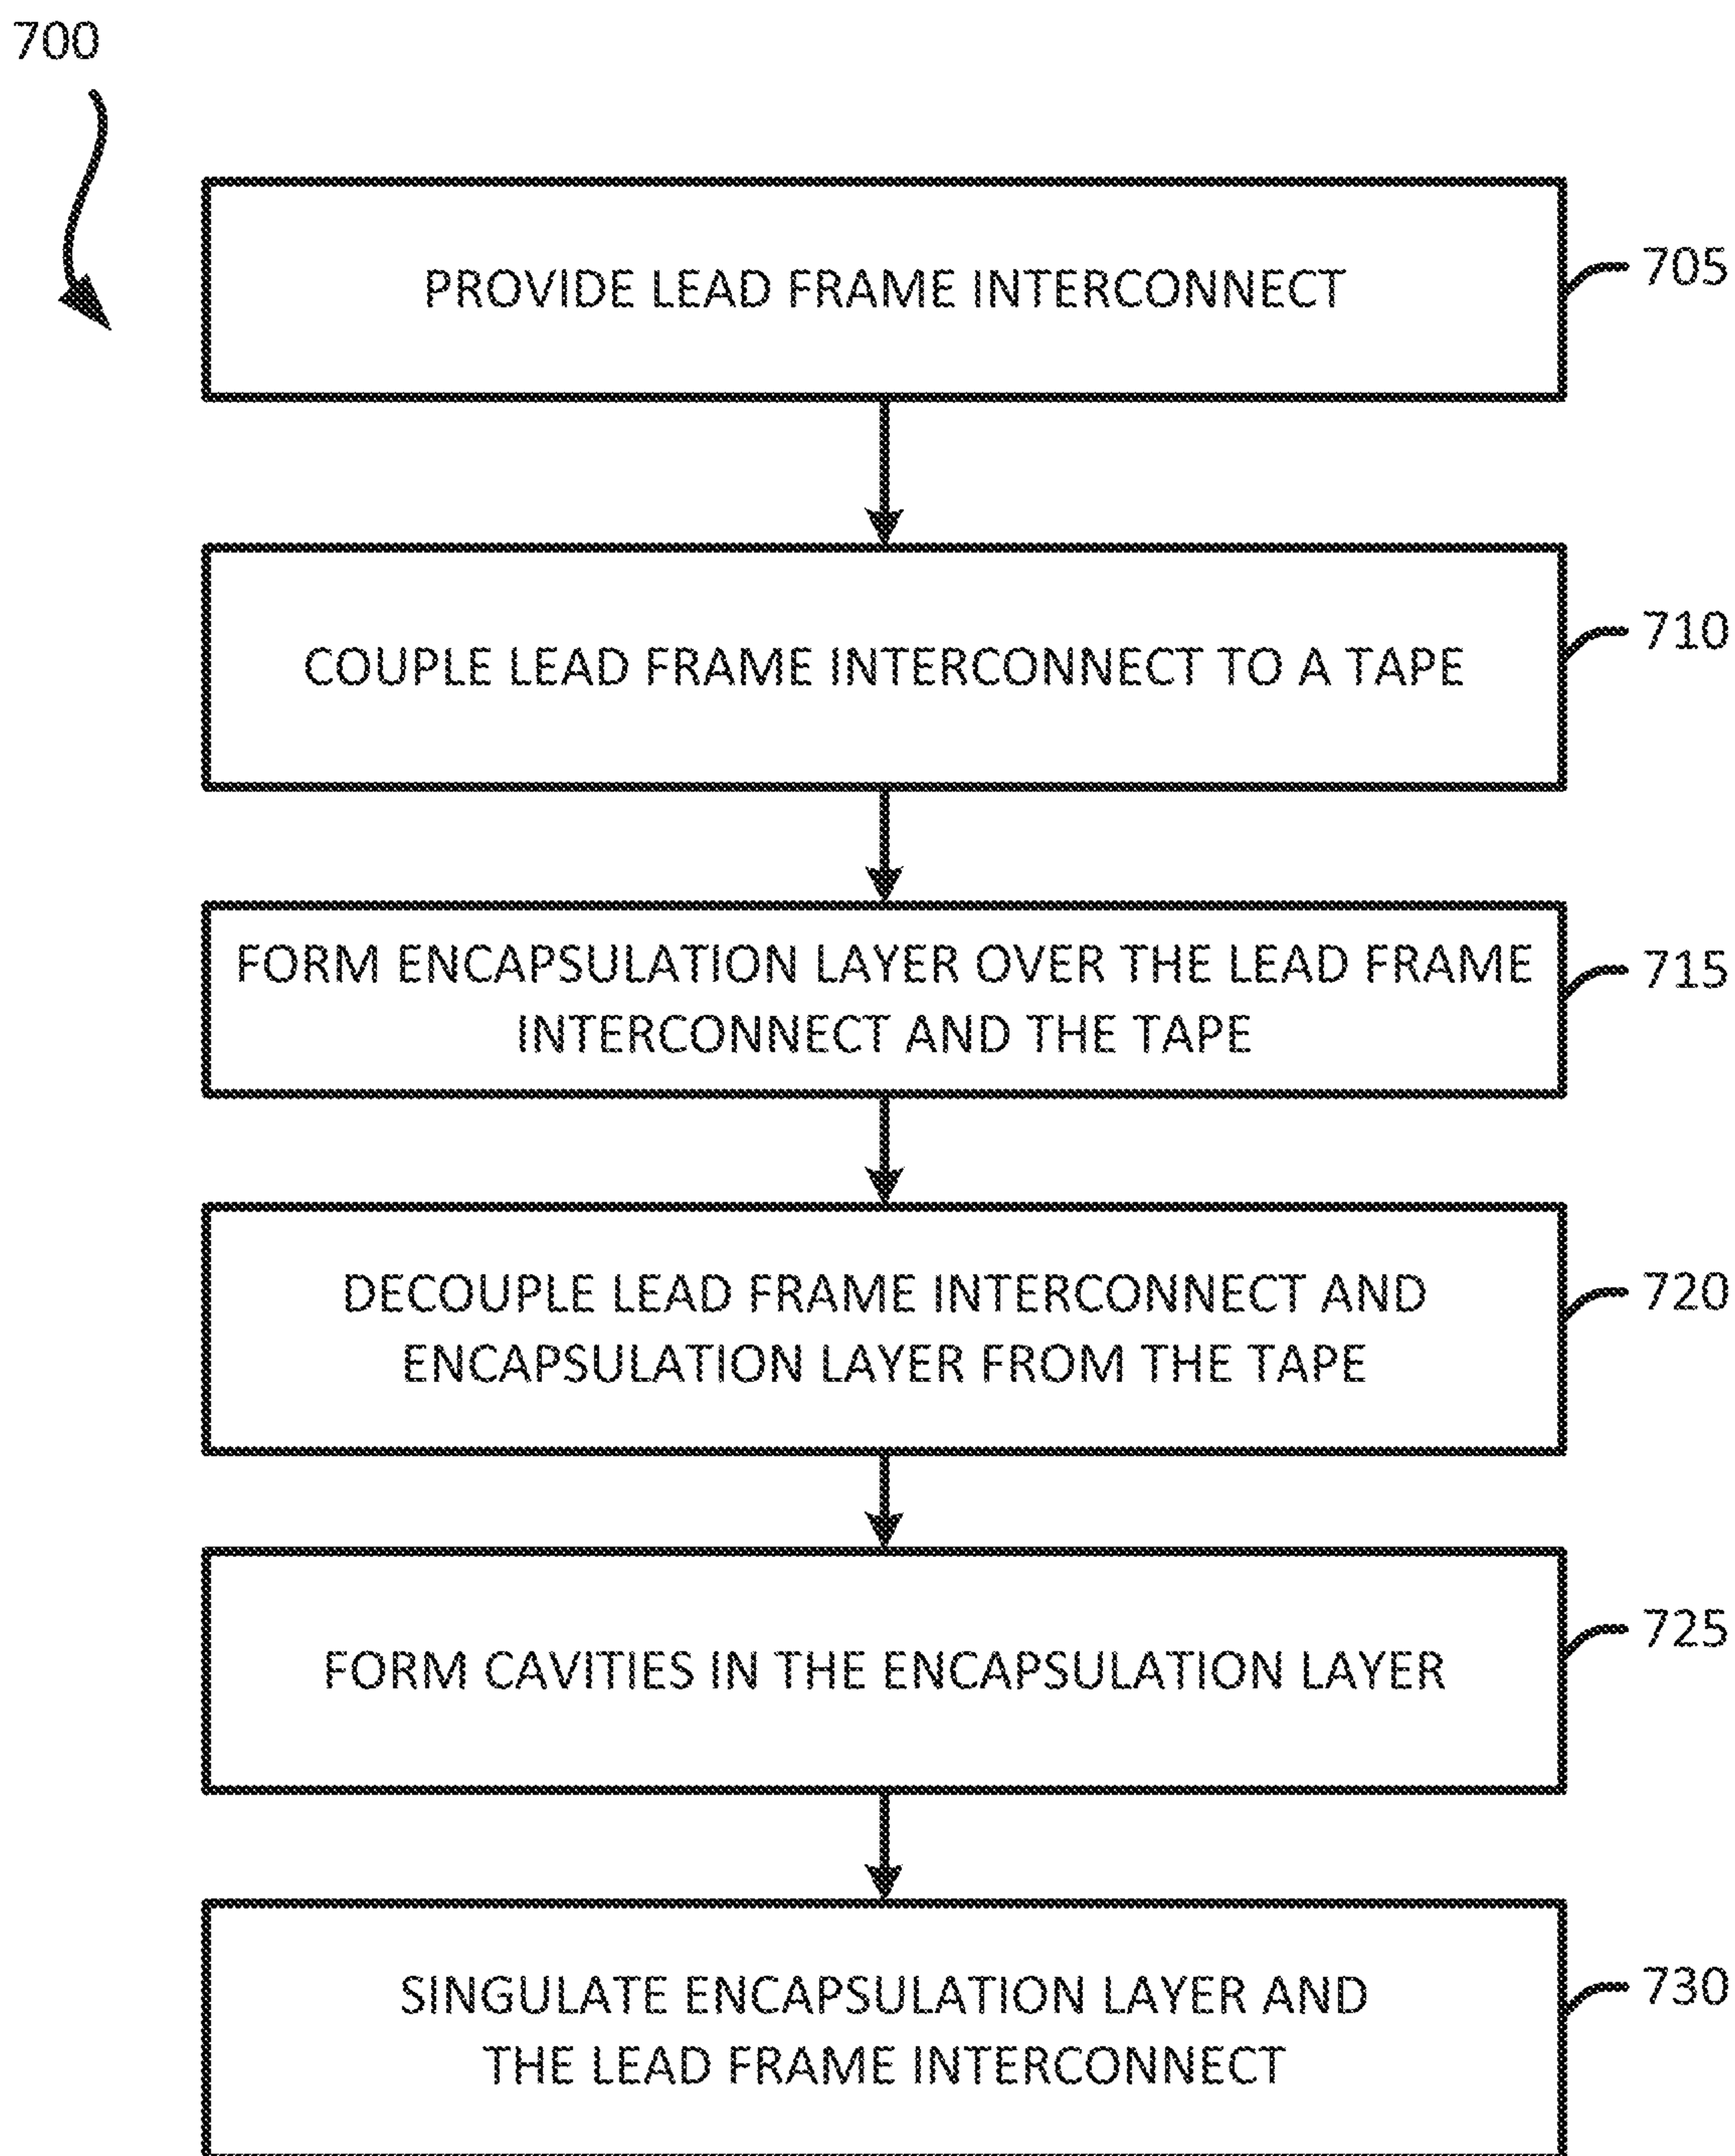 700
PROVIDE LEAD FRAME INTERCONNECT
705
COUPLE LEAD FRAME INTERCONNECT TO A TAPE
710
FORM ENCAPSULATION LAYER OVER THE LEAD FRAME
INTERCONNECT AND THE TAPE
715
DECOUPLE LEAD FRAME INTERCONNECT AND
ENCAPSULATION LAYER FROM THE TAPE
720
FORM CAVITIES IN THE ENCAPSULATION LAYER
725
SINGULATE ENCAPSULATION LAYER AND
THE LEAD FRAME INTERCONNECT
730